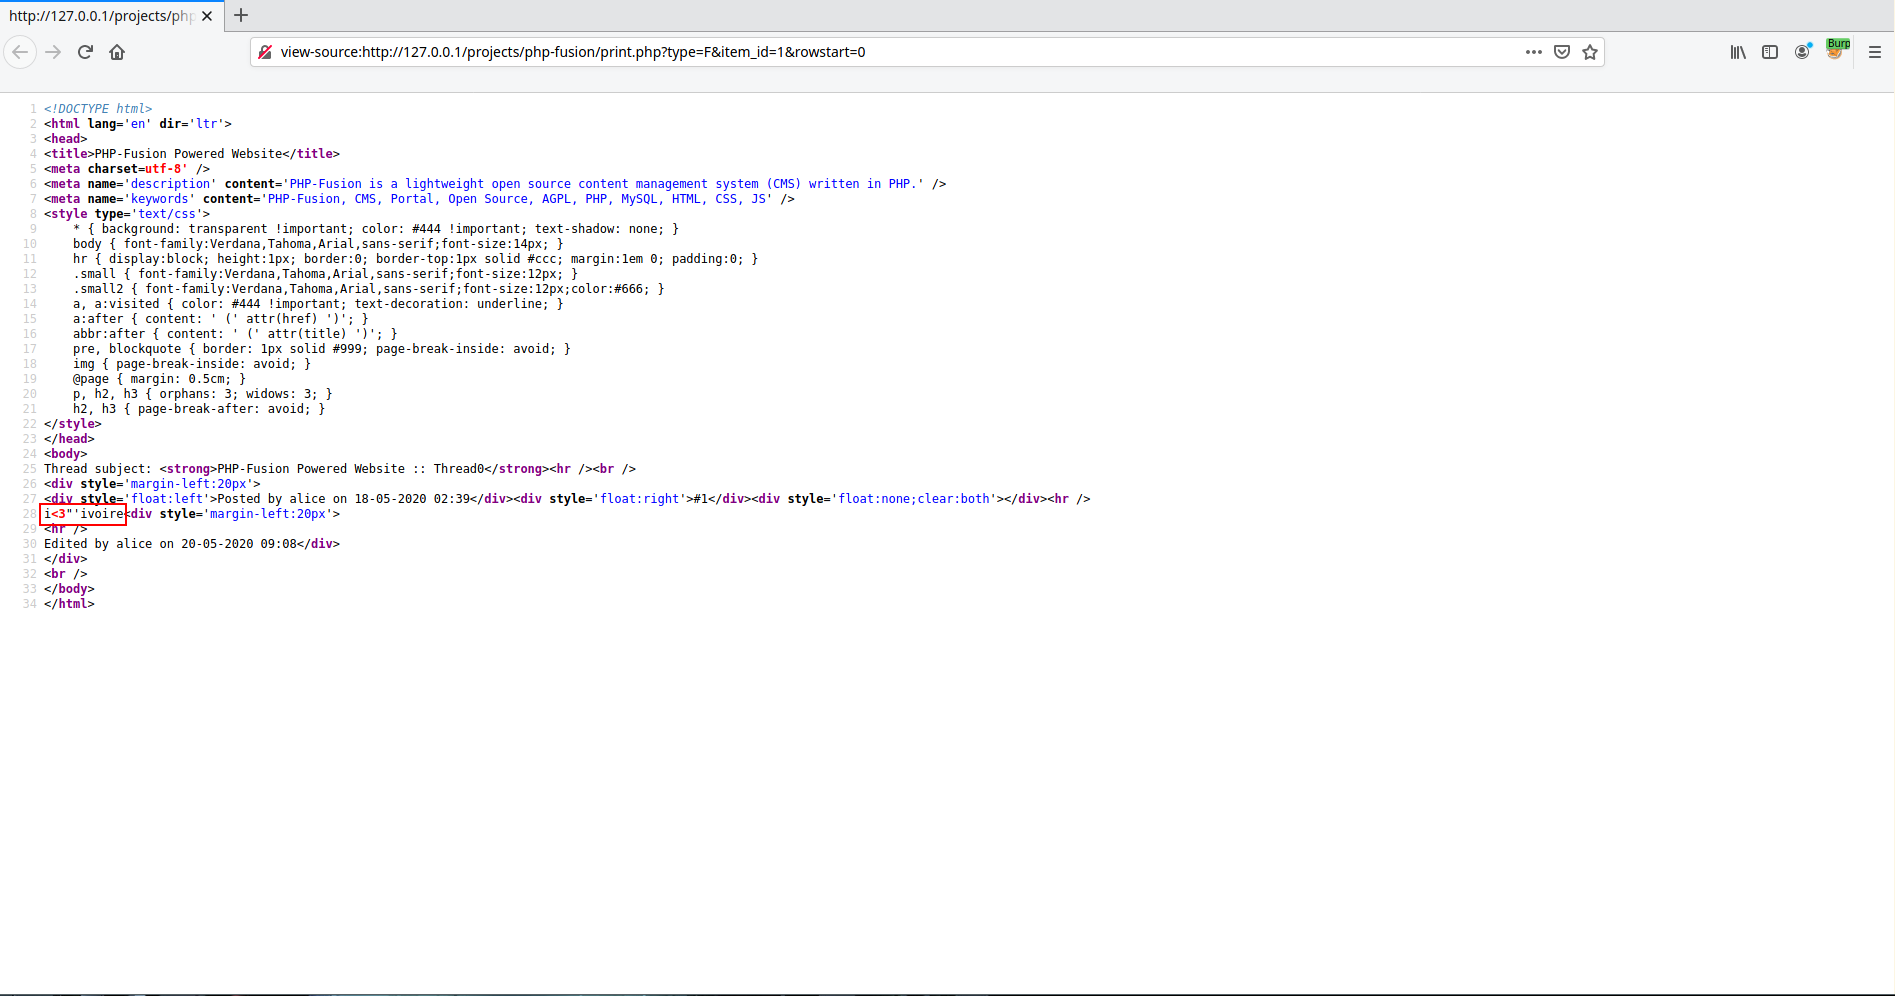 http://127.0.0.1/projects/php
view-source:http://127.0.0.1/projects/php-fusion/print.php?type=F&item_id=1&rowstart=0
Burp
1 <!DOCTYPE html>
2 <html lang='en' dir='ltr'>
3 <head>
4 <title>PHP-Fusion Powered Website</title>
5 <meta charset=utf-8' />
6 <meta name='description' content='PHP-Fusion is a lightweight open source content management system (CMS) written in PHP.' />
7 <meta name='keywords' content='PHP-Fusion, CMS, Portal, Open Source, AGPL, PHP, MySQL, HTML, CSS, JS' />
8 <style type='text/css'>
9     * { background: transparent !important; color: #444 !important; text-shadow: none; }
10     body { font-family:Verdana,Tahoma,Arial,sans-serif;font-size:14px; }
11     hr { display:block; height:1px; border:0; border-top:1px solid #ccc; margin:1em 0; padding:0; }
12     .small { font-family:Verdana,Tahoma,Arial,sans-serif;font-size:12px; }
13     .small2 { font-family:Verdana,Tahoma,Arial,sans-serif;font-size:12px;color:#666; }
14     a, a:visited { color: #444 !important; text-decoration: underline; }
15     a:after { content: ' (' attr(href) ')'; }
16     abbr:after { content: ' (' attr(title) ')'; }
17     pre, blockquote { border: 1px solid #999; page-break-inside: avoid; }
18     img { page-break-inside: avoid; }
19     @page { margin: 0.5cm; }
20     p, h2, h3 { orphans: 3; widows: 3; }
21     h2, h3 { page-break-after: avoid; }
22 </style>
23 </head>
24 <body>
25 Thread subject: <strong>PHP-Fusion Powered Website :: Thread0</strong><hr /><br />
26 <div style='margin-left:20px'>
27 <div style='float:left'>Posted by alice on 18-05-2020 02:39</div><div style='float:right'>#1</div><div style='float:none;clear:both'></div><hr />
28 i<3"'ivoire<div style='margin-left:20px'>
29 <hr />
30 Edited by alice on 20-05-2020 09:08</div>
31 </div>
32 <br />
33 </body>
34 </html>